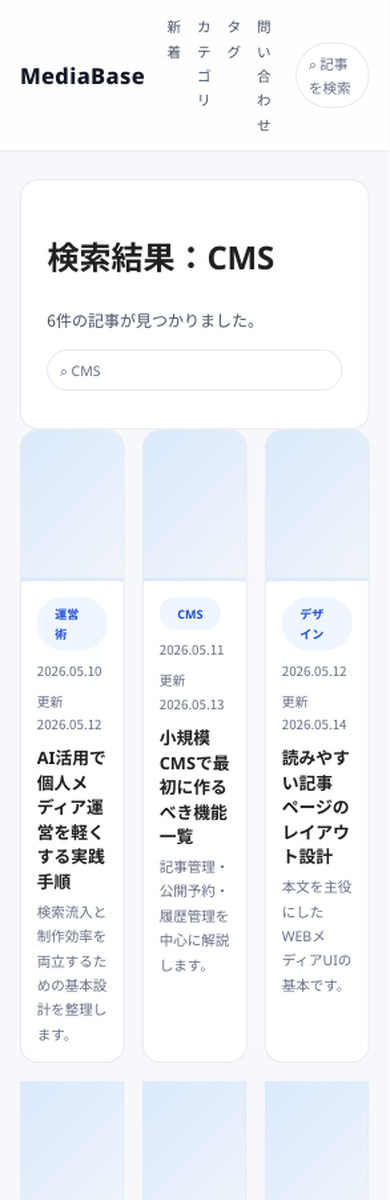 MediaBase
新着
カテゴリ
タグ
問い合わせ
⌕ 記事
を検索
検索結果：CMS
6件の記事が見つかりました。
⌕ CMS
運営
術
2026.05.10
更新
2026.05.12
AI活用で
個人メ
ディア運
営を軽く
する実践
手順
検索流入と
制作効率を
両立するた
めの基本設
計を整理し
ます。
CMS
2026.05.11
更新
2026.05.13
小規模
CMSで最
初に作る
べき機能
一覧
記事管理・
公開予約・
履歴管理を
中心に解説
します。
デザ
イン
2026.05.12
更新
2026.05.14
読みやす
い記事
ページの
レイアウ
ト設計
本文を主役
にした
WEBメ
ディアUIの
基本です。